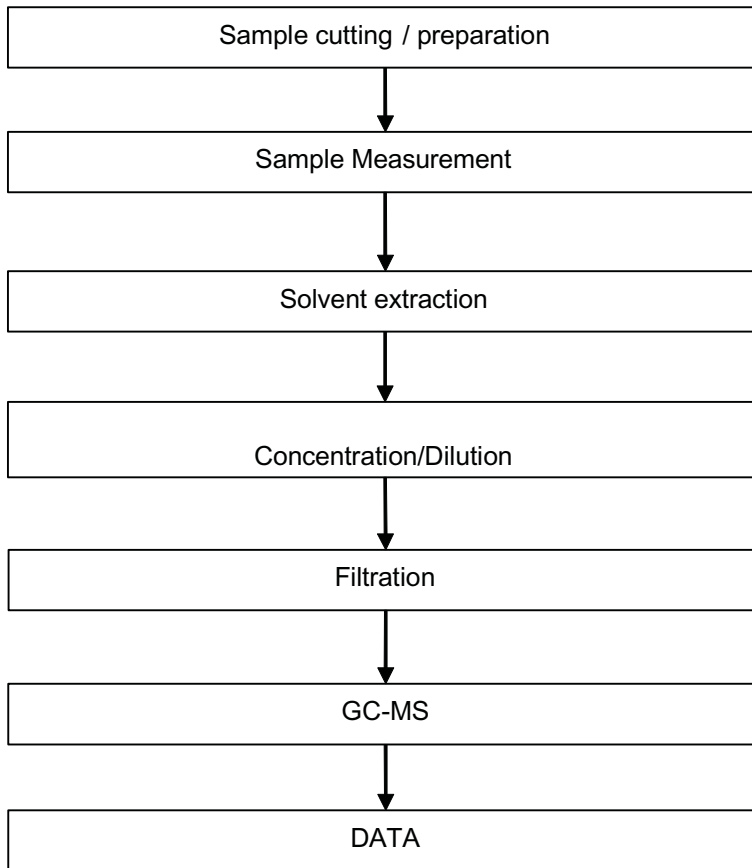 Sample cutting / preparation
Sample Measurement
Solvent extraction
Concentration/Dilution
Filtration
GC-MS
DATA